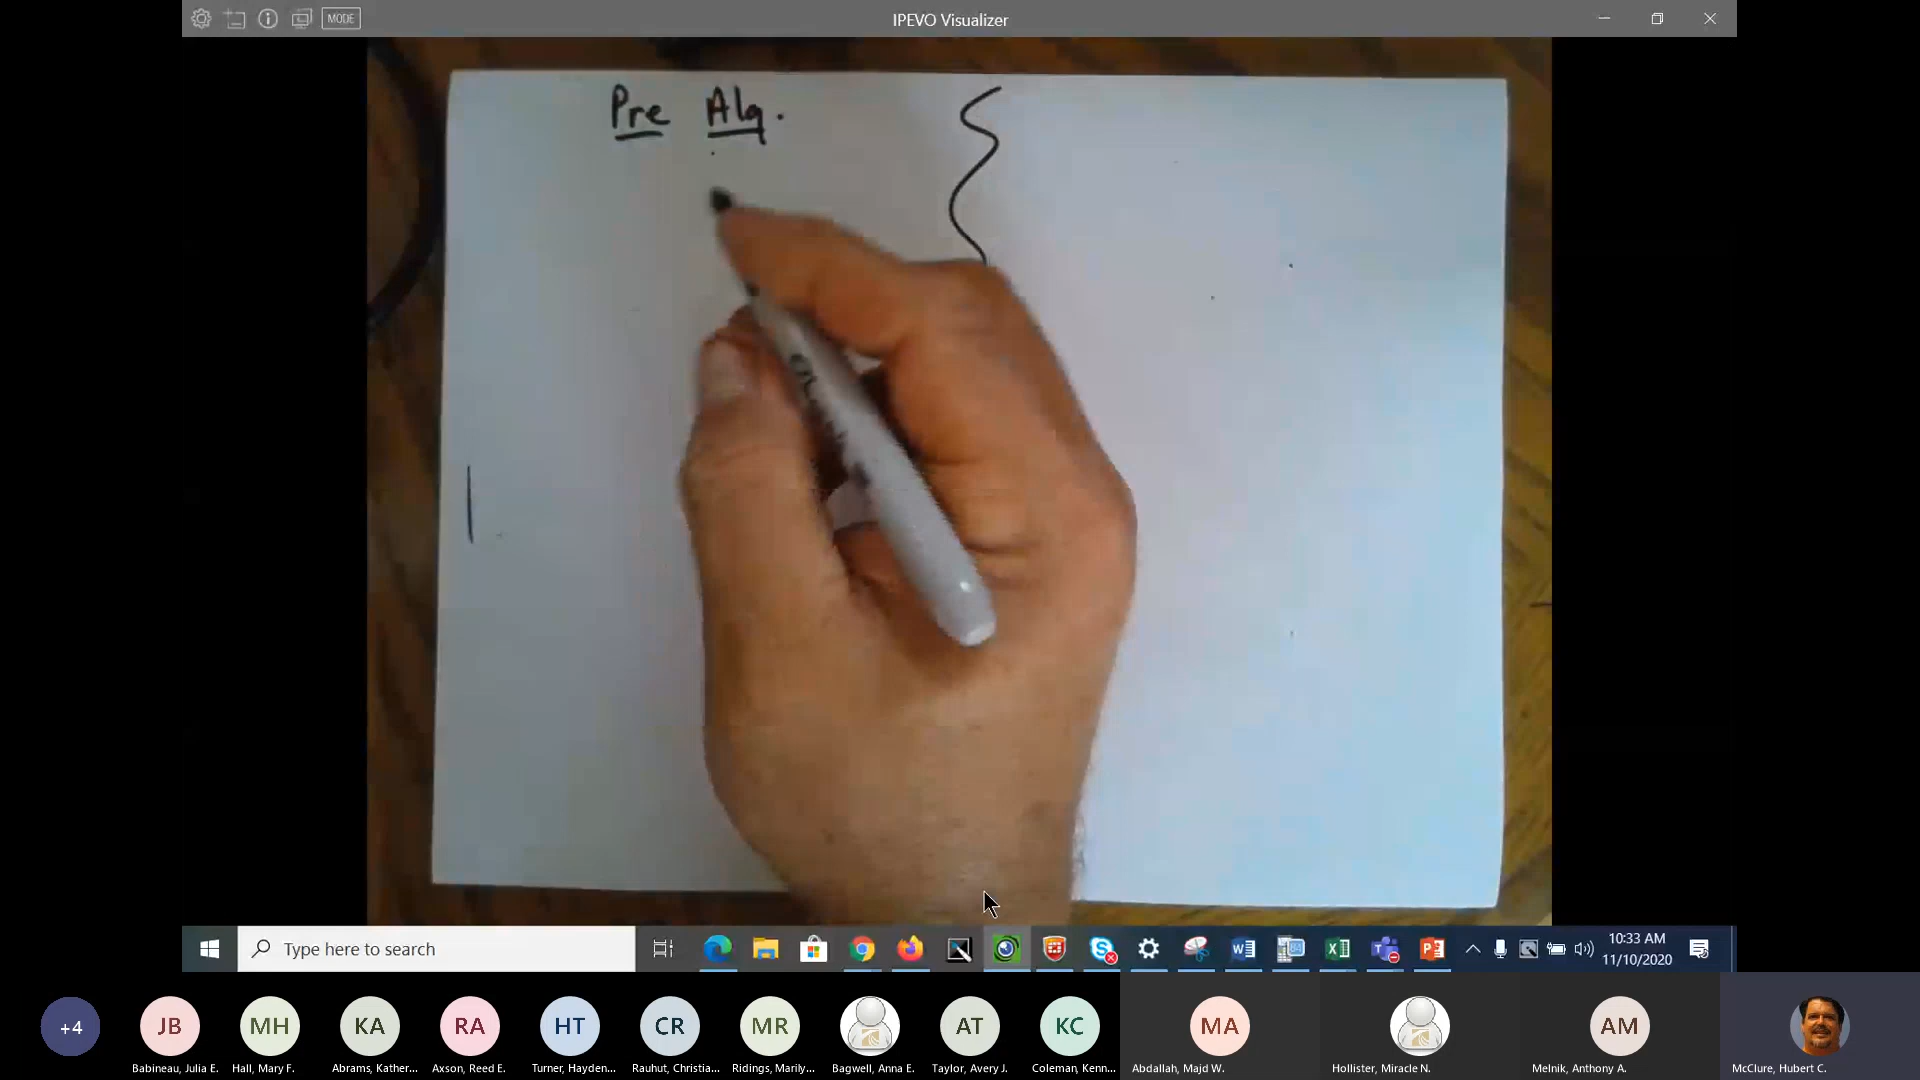 MODE
IPEVO Visualizer
Pre Alg.
Type here to search
10:33 AM
11/10/2020
+4
JB
MH
KA
RA
HT
CR
MR
AT
KC
MA
AM
Babineau, Julia E.
Hall, Mary F.
Abrams, Kather...
Axson, Reed E.
Turner, Hayden...
Rauhut, Christia...
Ridings, Marily...
Bagwell, Anna E.
Taylor, Avery J.
Coleman, Kenn...
Abdallah, Majd W.
Hollister, Miracle N.
Melnik, Anthony A.
McClure, Hubert C.